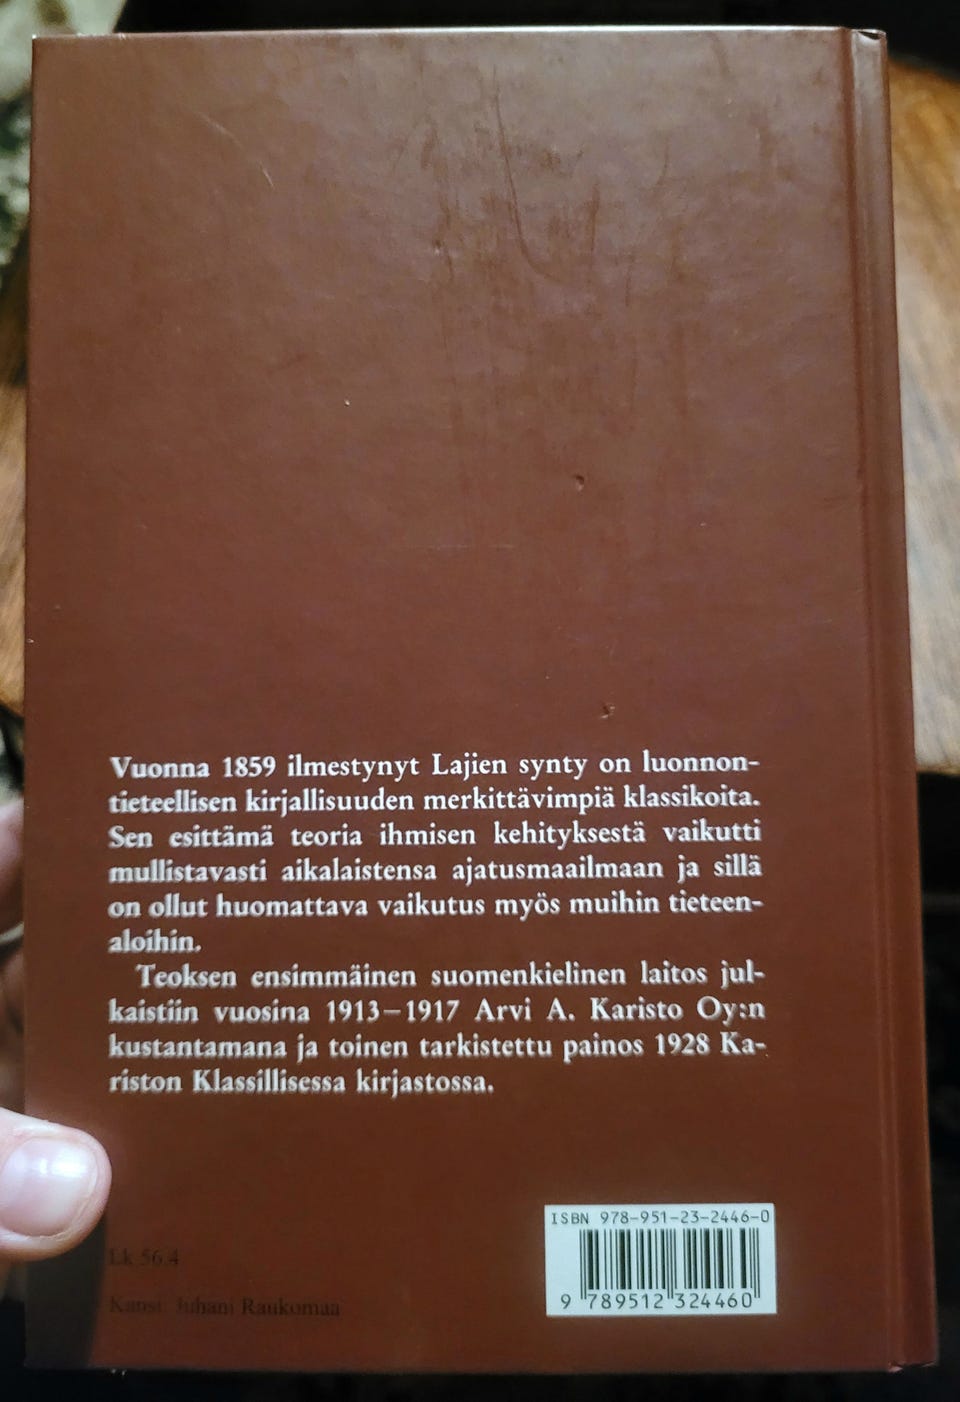 Vuonna 1859 ilmestynyt Lajien synty on luonnon-
tieteellisen kirjallisuuden merkittävimpiä klassikoita.
Sen esittämä teoria ihmisen kehityksestä vaikutti
mullistavasti aikalaistensa ajatusmaailmaan ja sillä
on ollut huomattava vaikutus myös muihin tieteen-
aloihin.
Teoksen ensimmäinen suomenkielinen laitos jul-
kaistiin vuosina 1913–1917 Arvi A. Karisto Oy:n
kustantamana ja toinen tarkistettu painos 1928 Ka-
riston Klassillisessa kirjastossa.
ISBN 978-951-23-2446-0
9 789512 324460
Lk 56.4
Kansi: Juhani Raukomaa